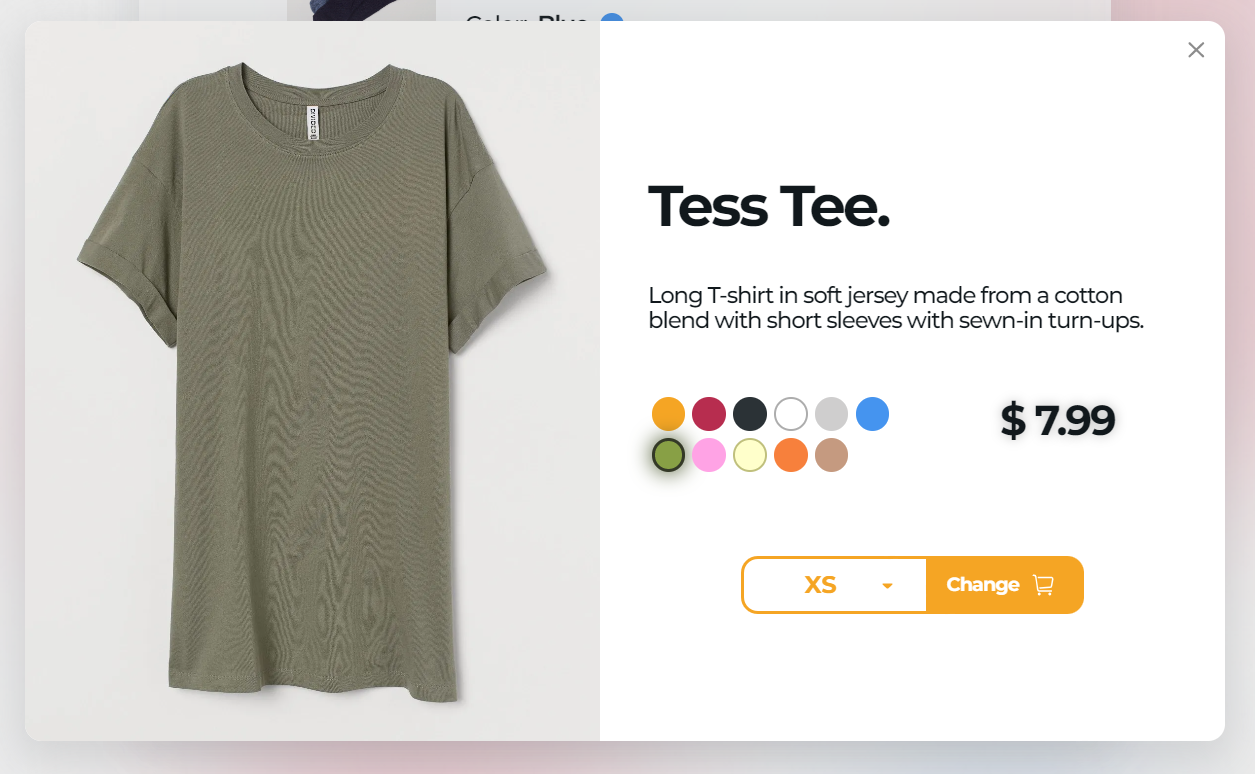 Color: Blue
DIVIDED
Tess Tee.
Long T-shirt in soft jersey made from a cotton
blend with short sleeves with sewn-in turn-ups.
$ 7.99
XS
Change